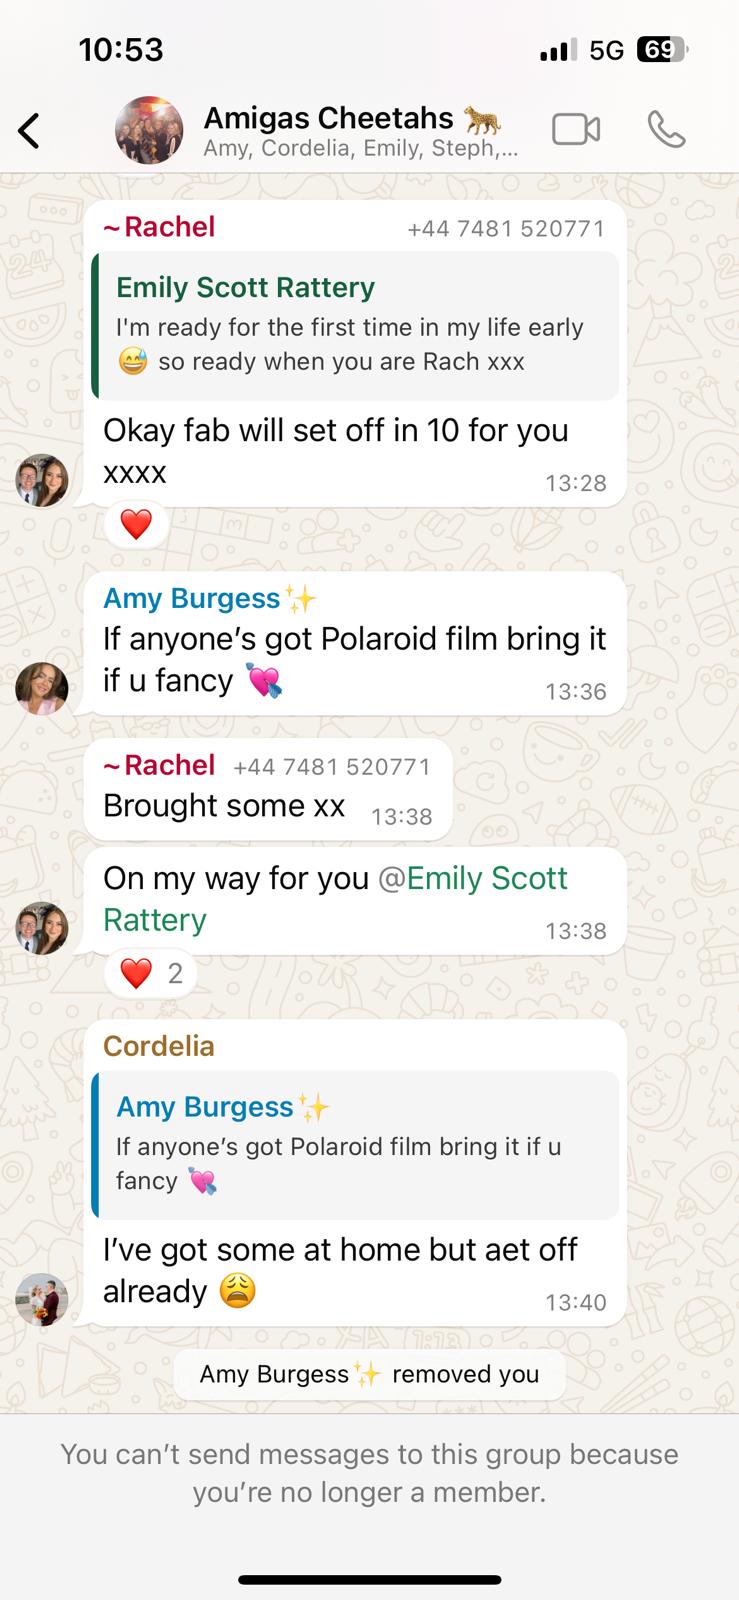 10:53
5G
69
Amigas Cheetahs 🐆
Amy, Cordelia, Emily, Steph,...
~Rachel
+44 7481 520771
Emily Scott Rattery
I'm ready for the first time in my life early
😅 so ready when you are Rach xxx
Okay fab will set off in 10 for you
xxxx
13:28
❤️
Amy Burgess✨
If anyone’s got Polaroid film bring it
if u fancy 💘
13:36
~Rachel +44 7481 520771
Brought some xx
13:38
On my way for you @Emily Scott
Rattery
13:38
❤️ 2
Cordelia
Amy Burgess✨
If anyone’s got Polaroid film bring it if u
fancy 💘
I’ve got some at home but aet off
already 😩
13:40
Amy Burgess✨ removed you
You can’t send messages to this group because
you’re no longer a member.